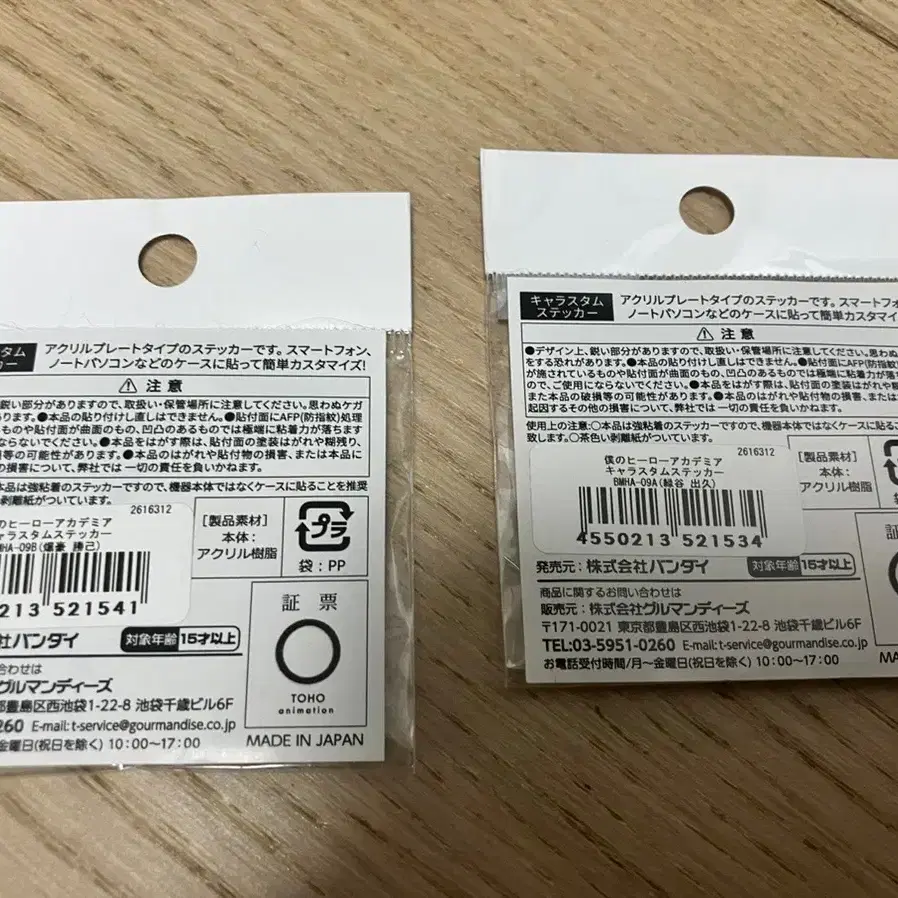 タム
カー
アクリルプレートタイプのステッカーです。スマートフォン、
ノートパソコンなどのケースに貼って簡単カスタマイズ!
注意
鋭い部分がありますので、取扱い・保管場所に注意してください。思わぬケガ
あります。●本品の貼り付けし直しはできません。●貼付面にAFP(防指紋)処理
ものや貼付面が曲面のもの、凹凸のあるものでは極端に粘着力が落ちます
ならないでください。●本品をはがす際は、貼付面の塗装はがれや糊残り、
等の可能性があります。●本品のはがれや貼付物の損害、または本品に
の損害について、弊社では一切の責任を負いかねます。
本品は強粘着のステッカーですので、機器本体ではなくケースに貼ることを推奨
剥離紙がついています。
2616312
のヒーローアカデミア
ャラスタムステッカー
MHA-09B(爆豪 勝己)
213 521541
[製品素材]
本体:
アクリル樹脂
プラ
袋:PP
社バンダイ
対象年齢 15才以上
合わせは
グルマンディーズ
都豊島区西池袋1-22-8 池袋千歳ビル6F
0260 E-mail:t-service@gourmandise.co.jp
金曜日(祝日を除く) 10:00〜17:00
証票
TOHO
animation
MADE IN JAPAN
キャラスタム
ステッカー
アクリルプレートタイプのステッカーです。スマートフォ
ノートパソコンなどのケースに貼って簡単カスタマイ
注意
●デザイン上、鋭い部分がありますので、取扱い・保管場所に注意してください。思わぬ
をする恐れがあります。●本品の貼り付けし直しはできません。●貼付面にAFP(防指紋)
が施されているものや貼付面が曲面のもの、凹凸のあるものでは極端に粘着力が落ち
ので、ご使用にならないでください。●本品をはがす際は、貼付面の塗装はがれや糊
また本品の破損等の可能性があります。●本品のはがれや貼付物の損害、または
起因するその他の損害について、弊社では一切の責任を負いかねます。
使用上の注意:○本品は強粘着のステッカーですので、機器本体ではなくケースに貼るこ
致します。○茶色い剥離紙がついています。
2616312
僕のヒーローアカデミア
キャラスタムステッカー
BMHA-09A(緑谷 出久)
4550213 521534
[製品素材]
本体:
アクリル樹脂
発売元:株式会社バンダイ
対象年齢 15才以上
商品に関するお問い合わせは
販売元:株式会社グルマンディーズ
〒171-0021 東京都豊島区西池袋1-22-8 池袋千歳ビル6F
TEL:03-5951-0260 E-mail:t-service@gourmandise.co.jp
お電話受付時間/月〜金曜日(祝日を除く) 10:00〜17:00
証
MA